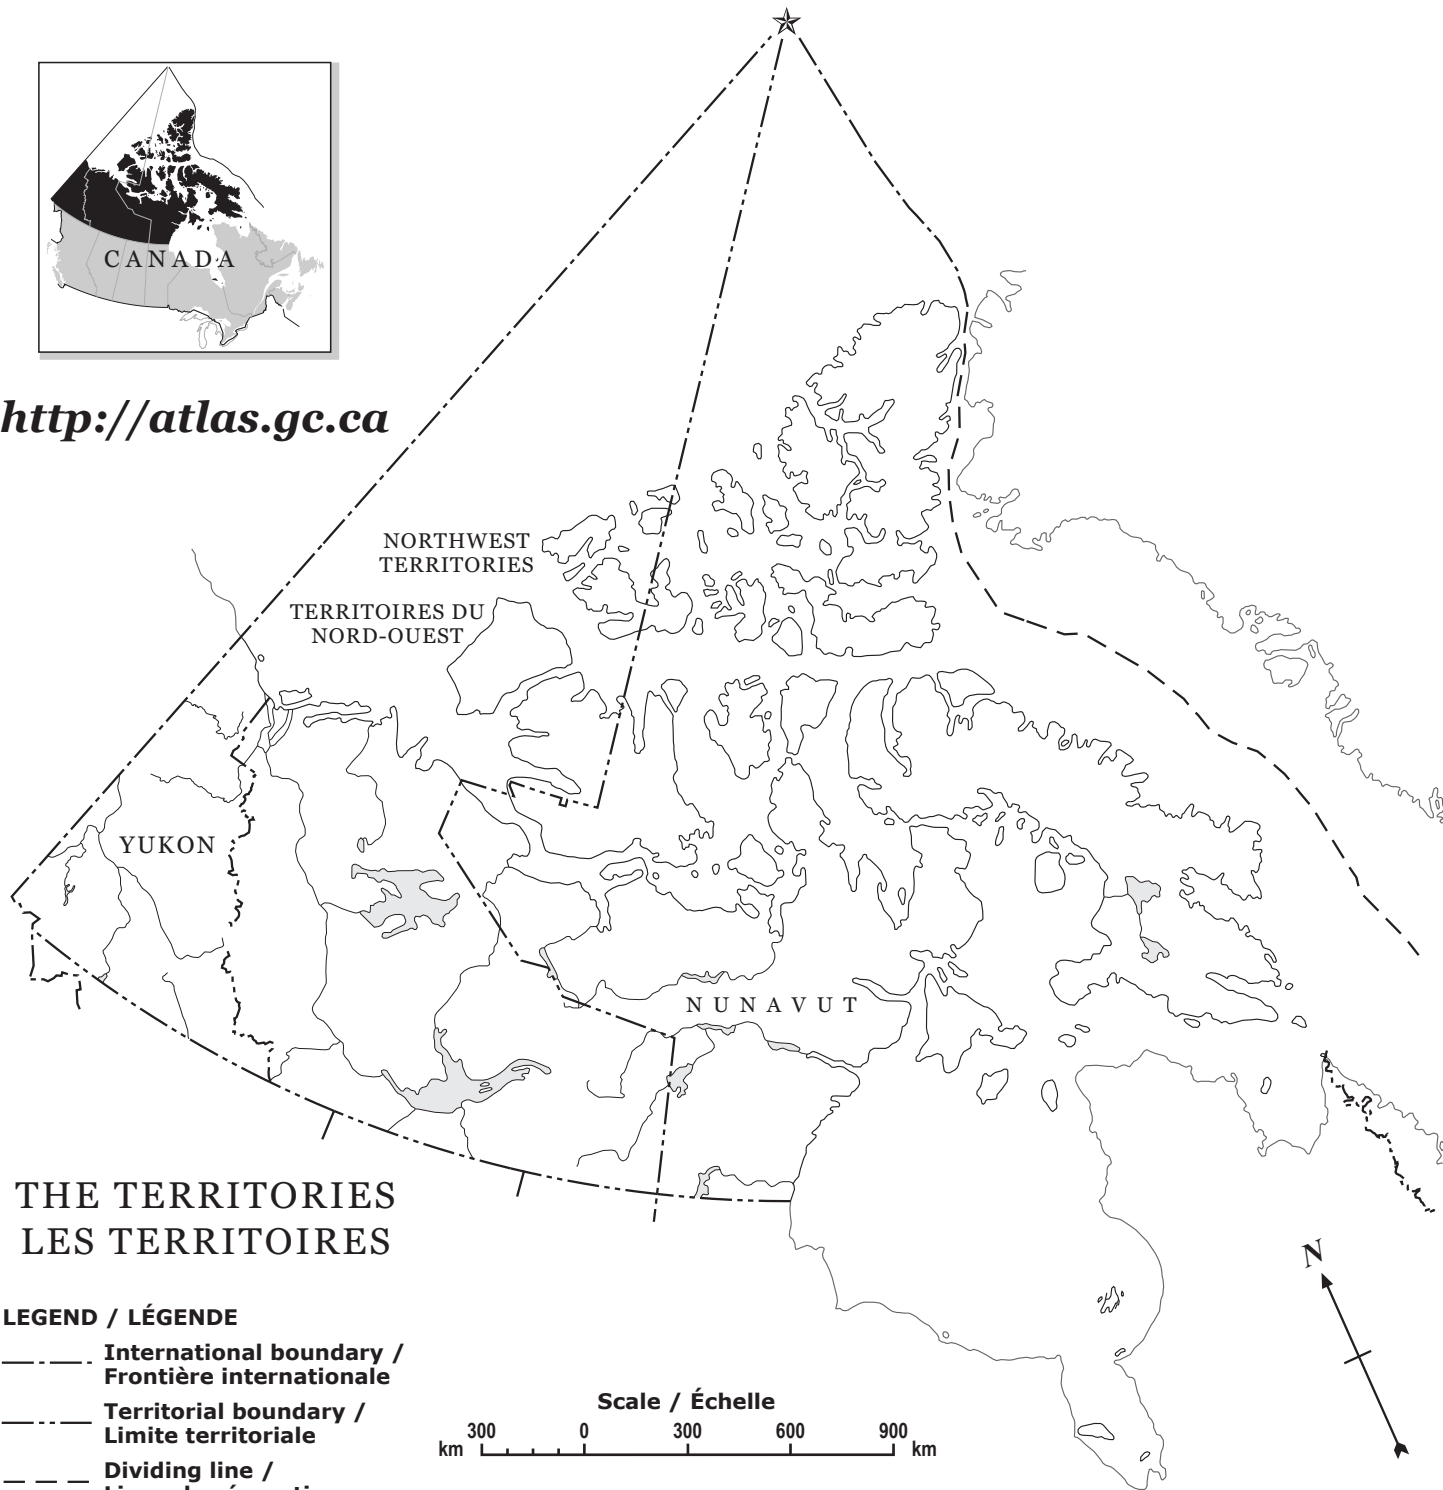 CANADA
http://atlas.gc.ca
NORTHWEST
TERRITORIES
TERRITOIRES DU
NORD-OUEST
YUKON
NUNAVUT
THE TERRITORIES
LES TERRITOIRES
N
LEGEND / LÉGENDE
International boundary /
Frontière internationale
Territorial boundary /
Limite territoriale
Dividing line /
Scale / Échelle
300 0 300 600 900
km km